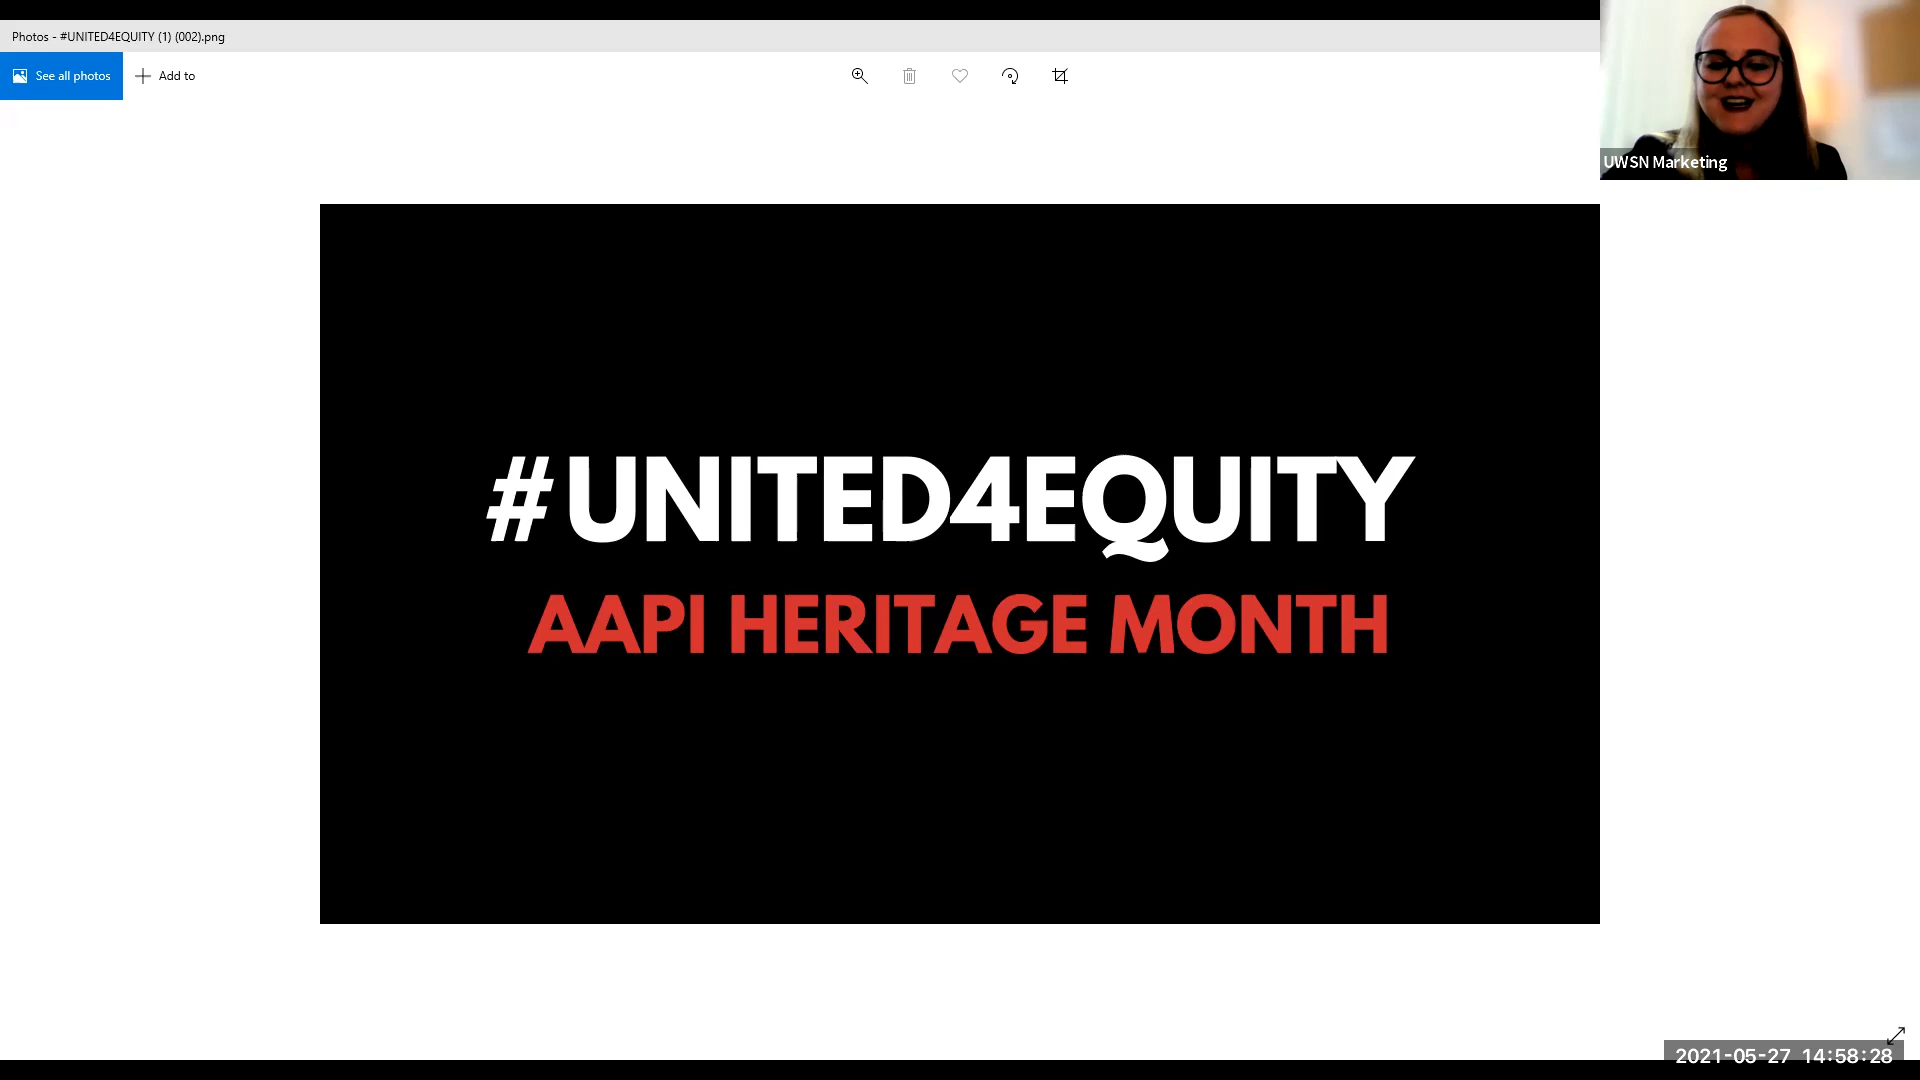 Photos - #UNITED4EQUITY (1) (002).png
See all photos
Add to
UWSN Marketing
#UNITED4EQUITY
AAPI HERITAGE MONTH
2021-05-27 14:58:28